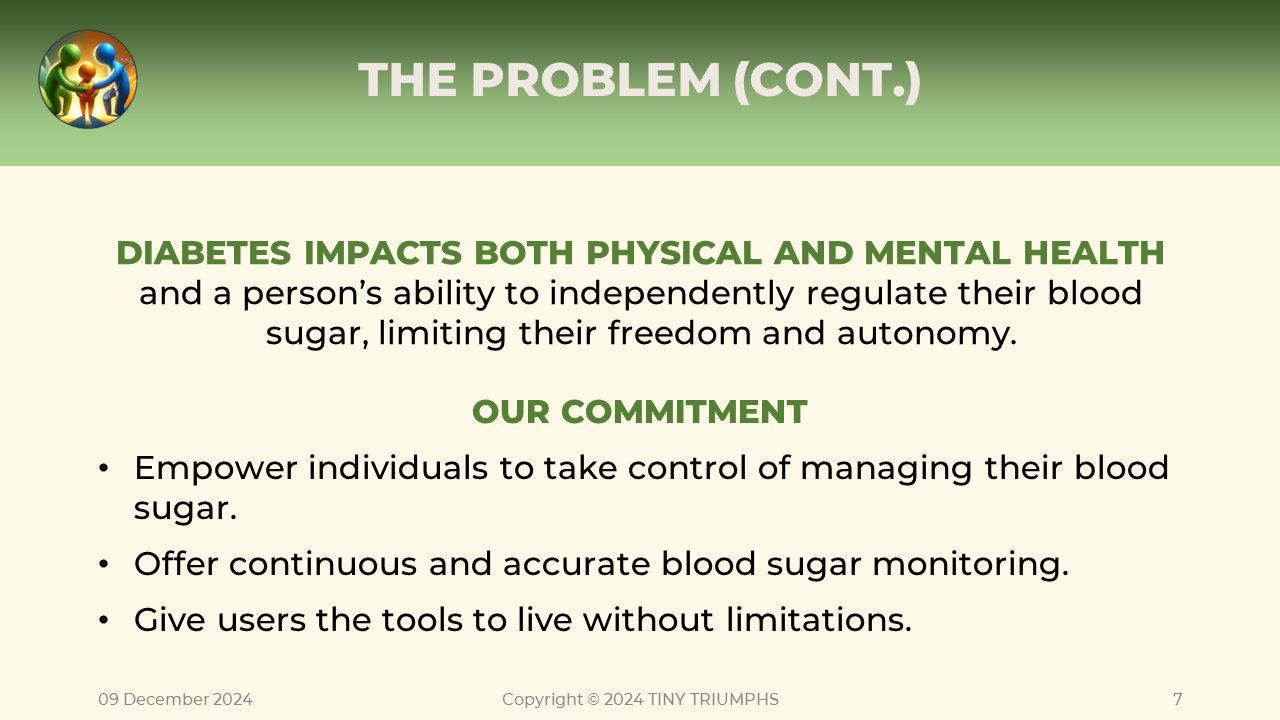 THE PROBLEM (CONT.)
DIABETES IMPACTS BOTH PHYSICAL AND MENTAL HEALTH
and a person’s ability to independently regulate their blood
sugar, limiting their freedom and autonomy.
OUR COMMITMENT
• Empower individuals to take control of managing their blood
sugar.
• Offer continuous and accurate blood sugar monitoring.
• Give users the tools to live without limitations.
09 December 2024
Copyright © 2024 TINY TRIUMPHS
7